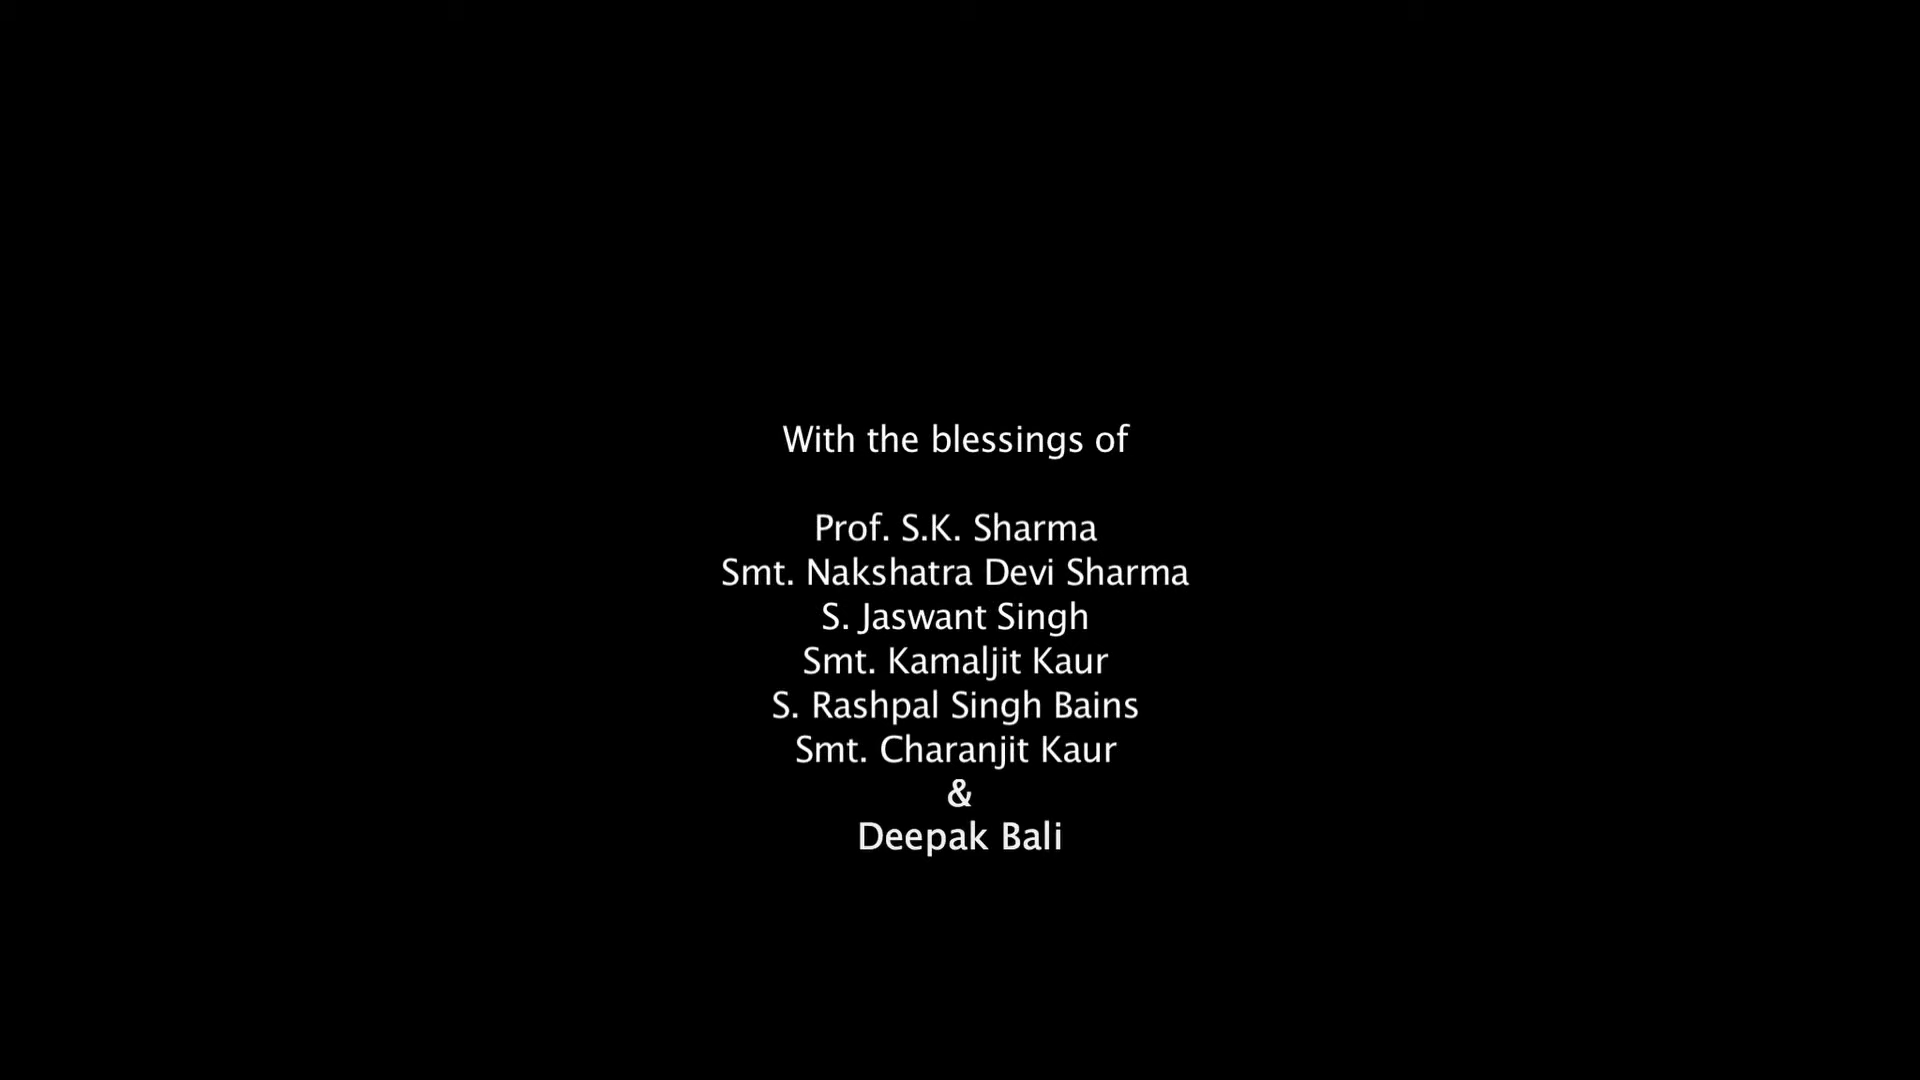 With the blessings of
Prof. S.K. Sharma
Smt. Nakshatra Devi Sharma
S. Jaswant Singh
Smt. Kamaljit Kaur
S. Rashpal Singh Bains
Smt. Charanjit Kaur
&
Deepak Bali